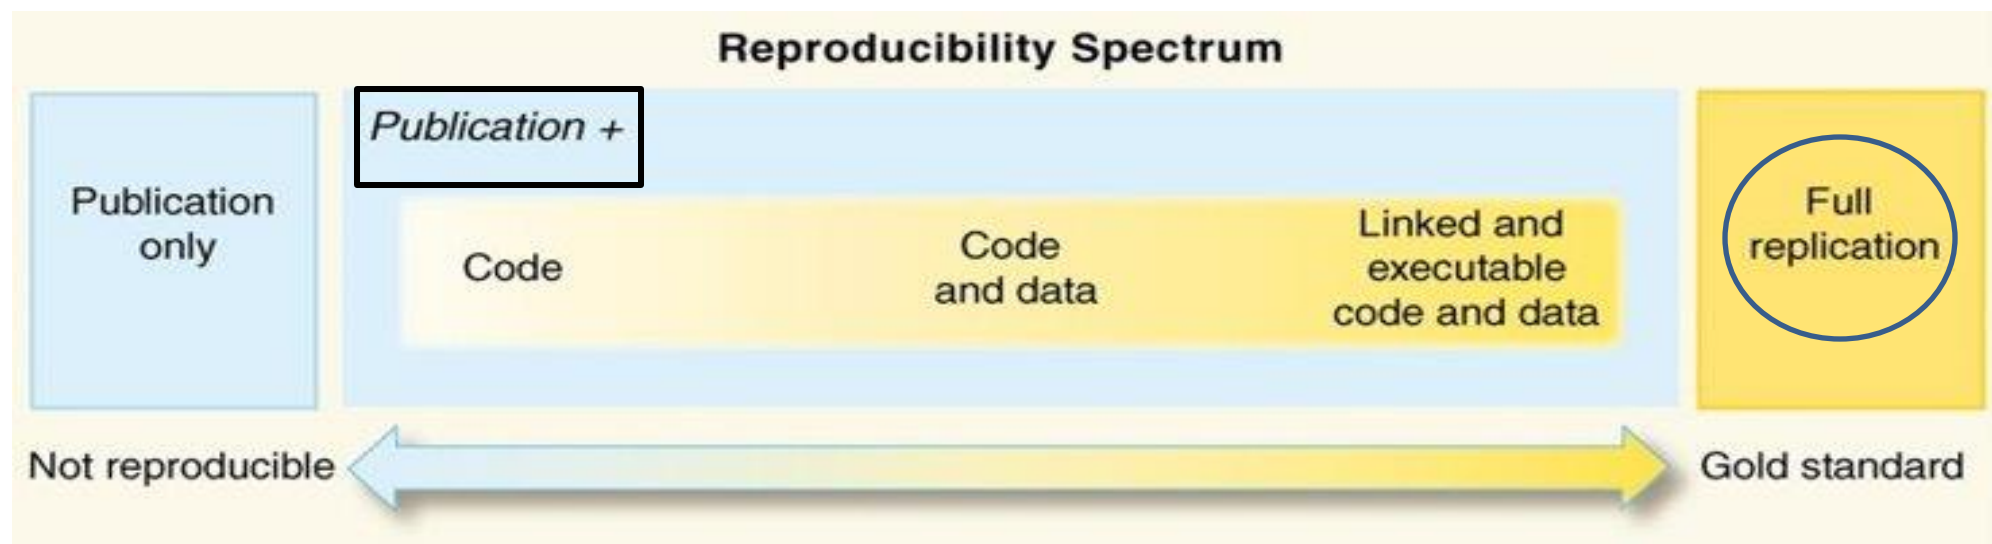 Reproducibility Spectrum
Publication
only
Publication +
Code
Code
and data
Linked and
executable
code and data
Full
replication
Not reproducible
Gold standard